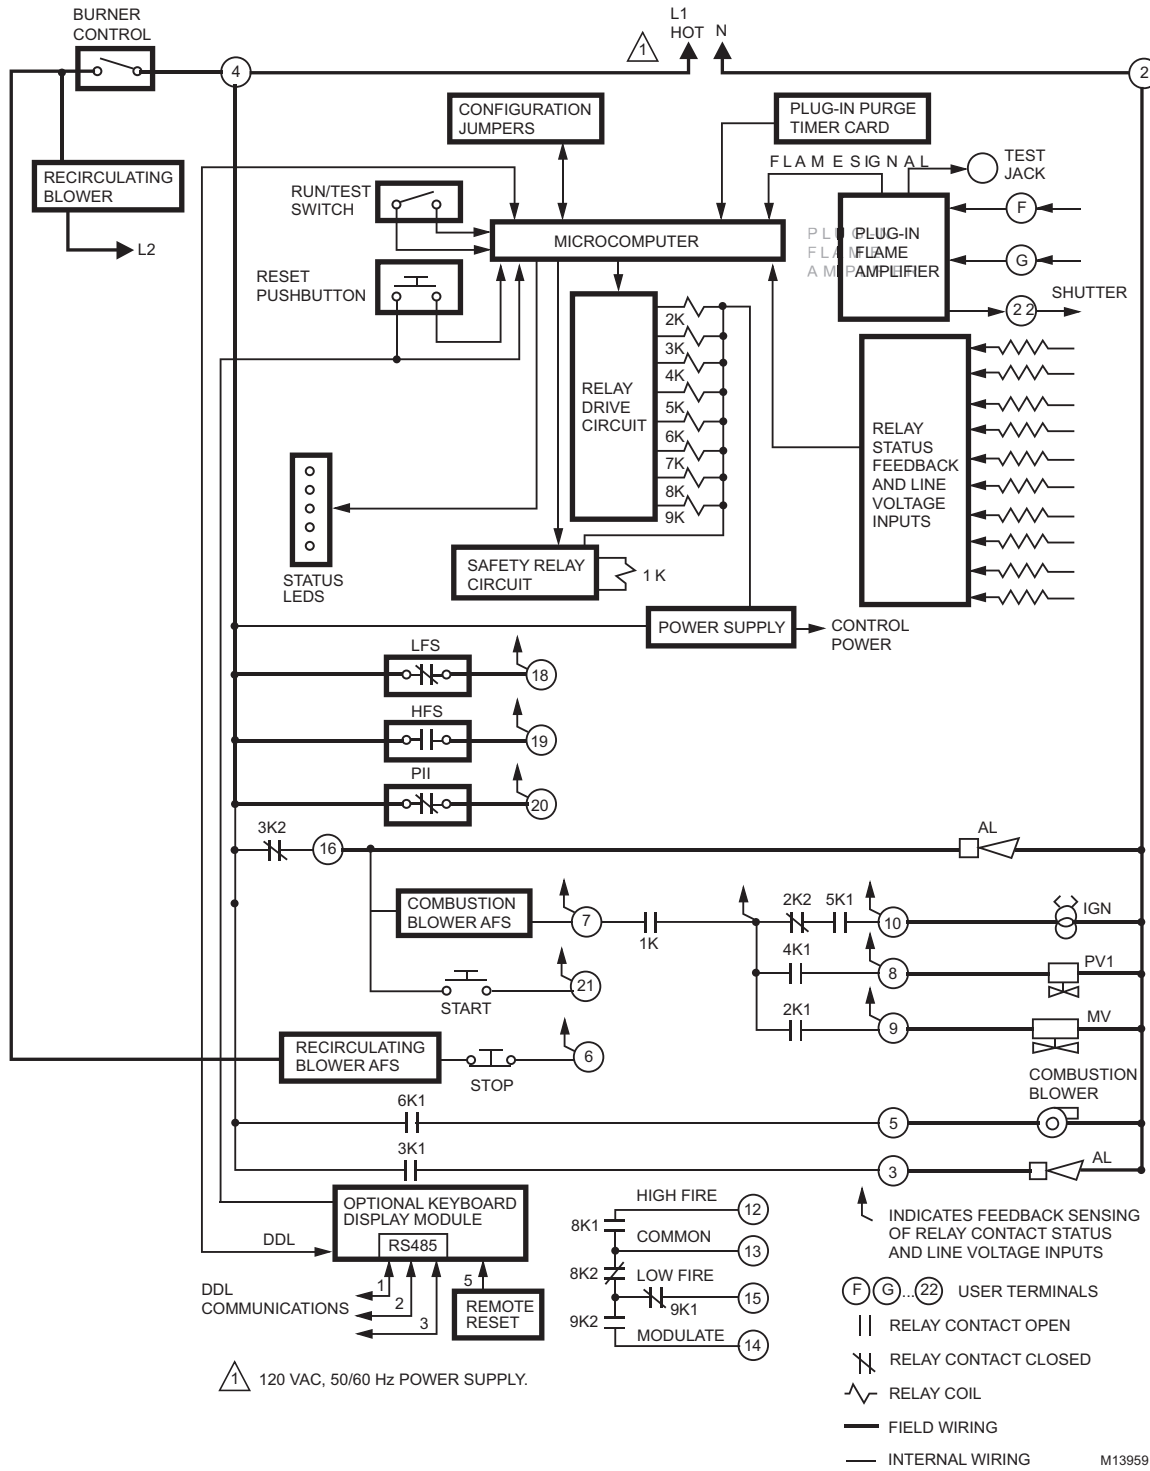 BURNER
CONTROL
L1
HOT
N
1
4
2
CONFIGURATION
JUMPERS
PLUG-IN PURGE
TIMER CARD
FLAME SIGNAL
TEST
JACK
RECIRCULATING
BLOWER
L2
RUN/TEST
SWITCH
MICROCOMPUTER
PLUG-IN
FLAME
AMPLIFIER
F
G
22
SHUTTER
RESET
PUSHBUTTON
RELAY
DRIVE
CIRCUIT
2K
3K
4K
5K
6K
7K
8K
9K
RELAY
STATUS
FEEDBACK
AND LINE
VOLTAGE
INPUTS
STATUS
LEDS
SAFETY RELAY
CIRCUIT
1 K
POWER SUPPLY
CONTROL
POWER
LFS
18
HFS
19
PII
20
3K2
16
AL
COMBUSTION
BLOWER AFS
7
1K
2K2
5K1
10
IGN
START
21
4K1
8
PV1
2K1
9
MV
RECIRCULATING
BLOWER AFS
STOP
6
COMBUSTION
BLOWER
6K1
5
3K1
3
AL
OPTIONAL KEYBOARD
DISPLAY MODULE
RS485
DDL
DDL
COMMUNICATIONS
1
2
3
5
REMOTE
RESET
HIGH FIRE
12
8K1
COMMON
13
8K2
LOW FIRE
15
9K1
9K2
MODULATE
14
INDICATES FEEDBACK SENSING
OF RELAY CONTACT STATUS
AND LINE VOLTAGE INPUTS
F G ... 22 USER TERMINALS
RELAY CONTACT OPEN
RELAY CONTACT CLOSED
RELAY COIL
FIELD WIRING
INTERNAL WIRING
1 120 VAC, 50/60 Hz POWER SUPPLY.
M13959